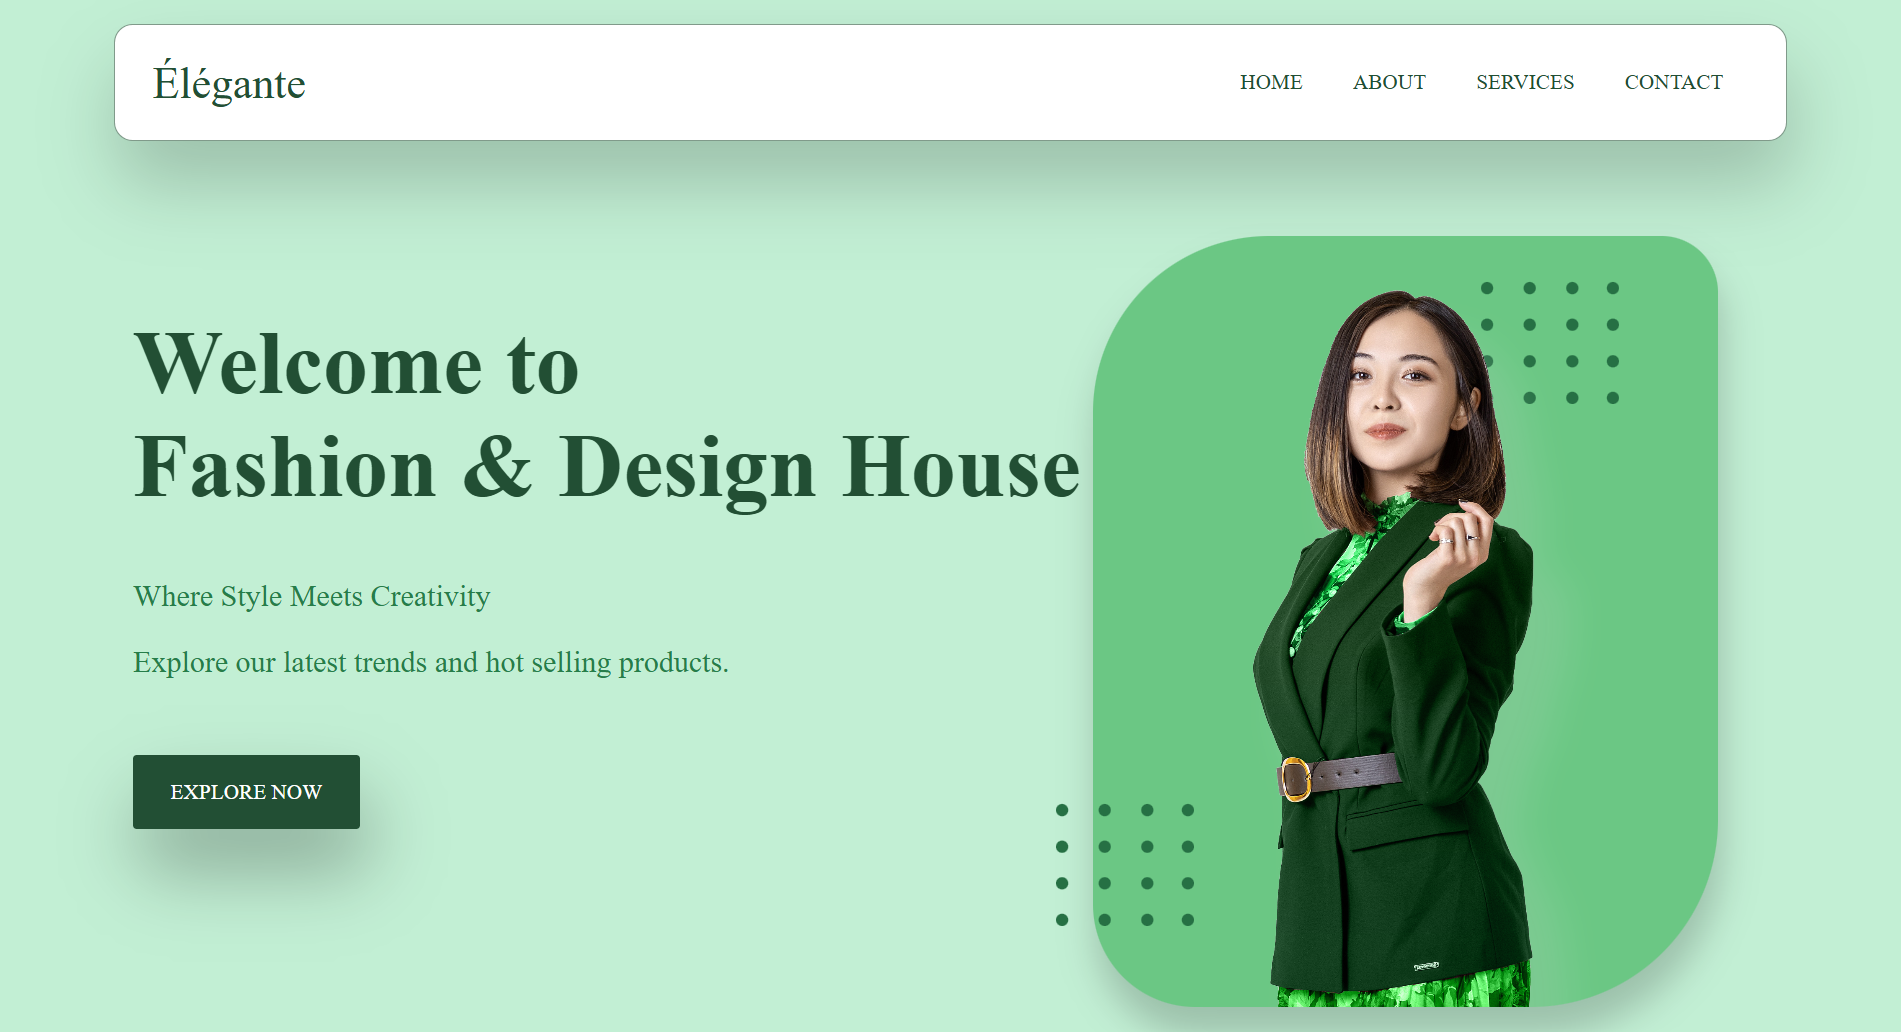 Élégante
HOME ABOUT SERVICES CONTACT
Welcome to
Fashion & Design House
Where Style Meets Creativity
Explore our latest trends and hot selling products.
EXPLORE NOW